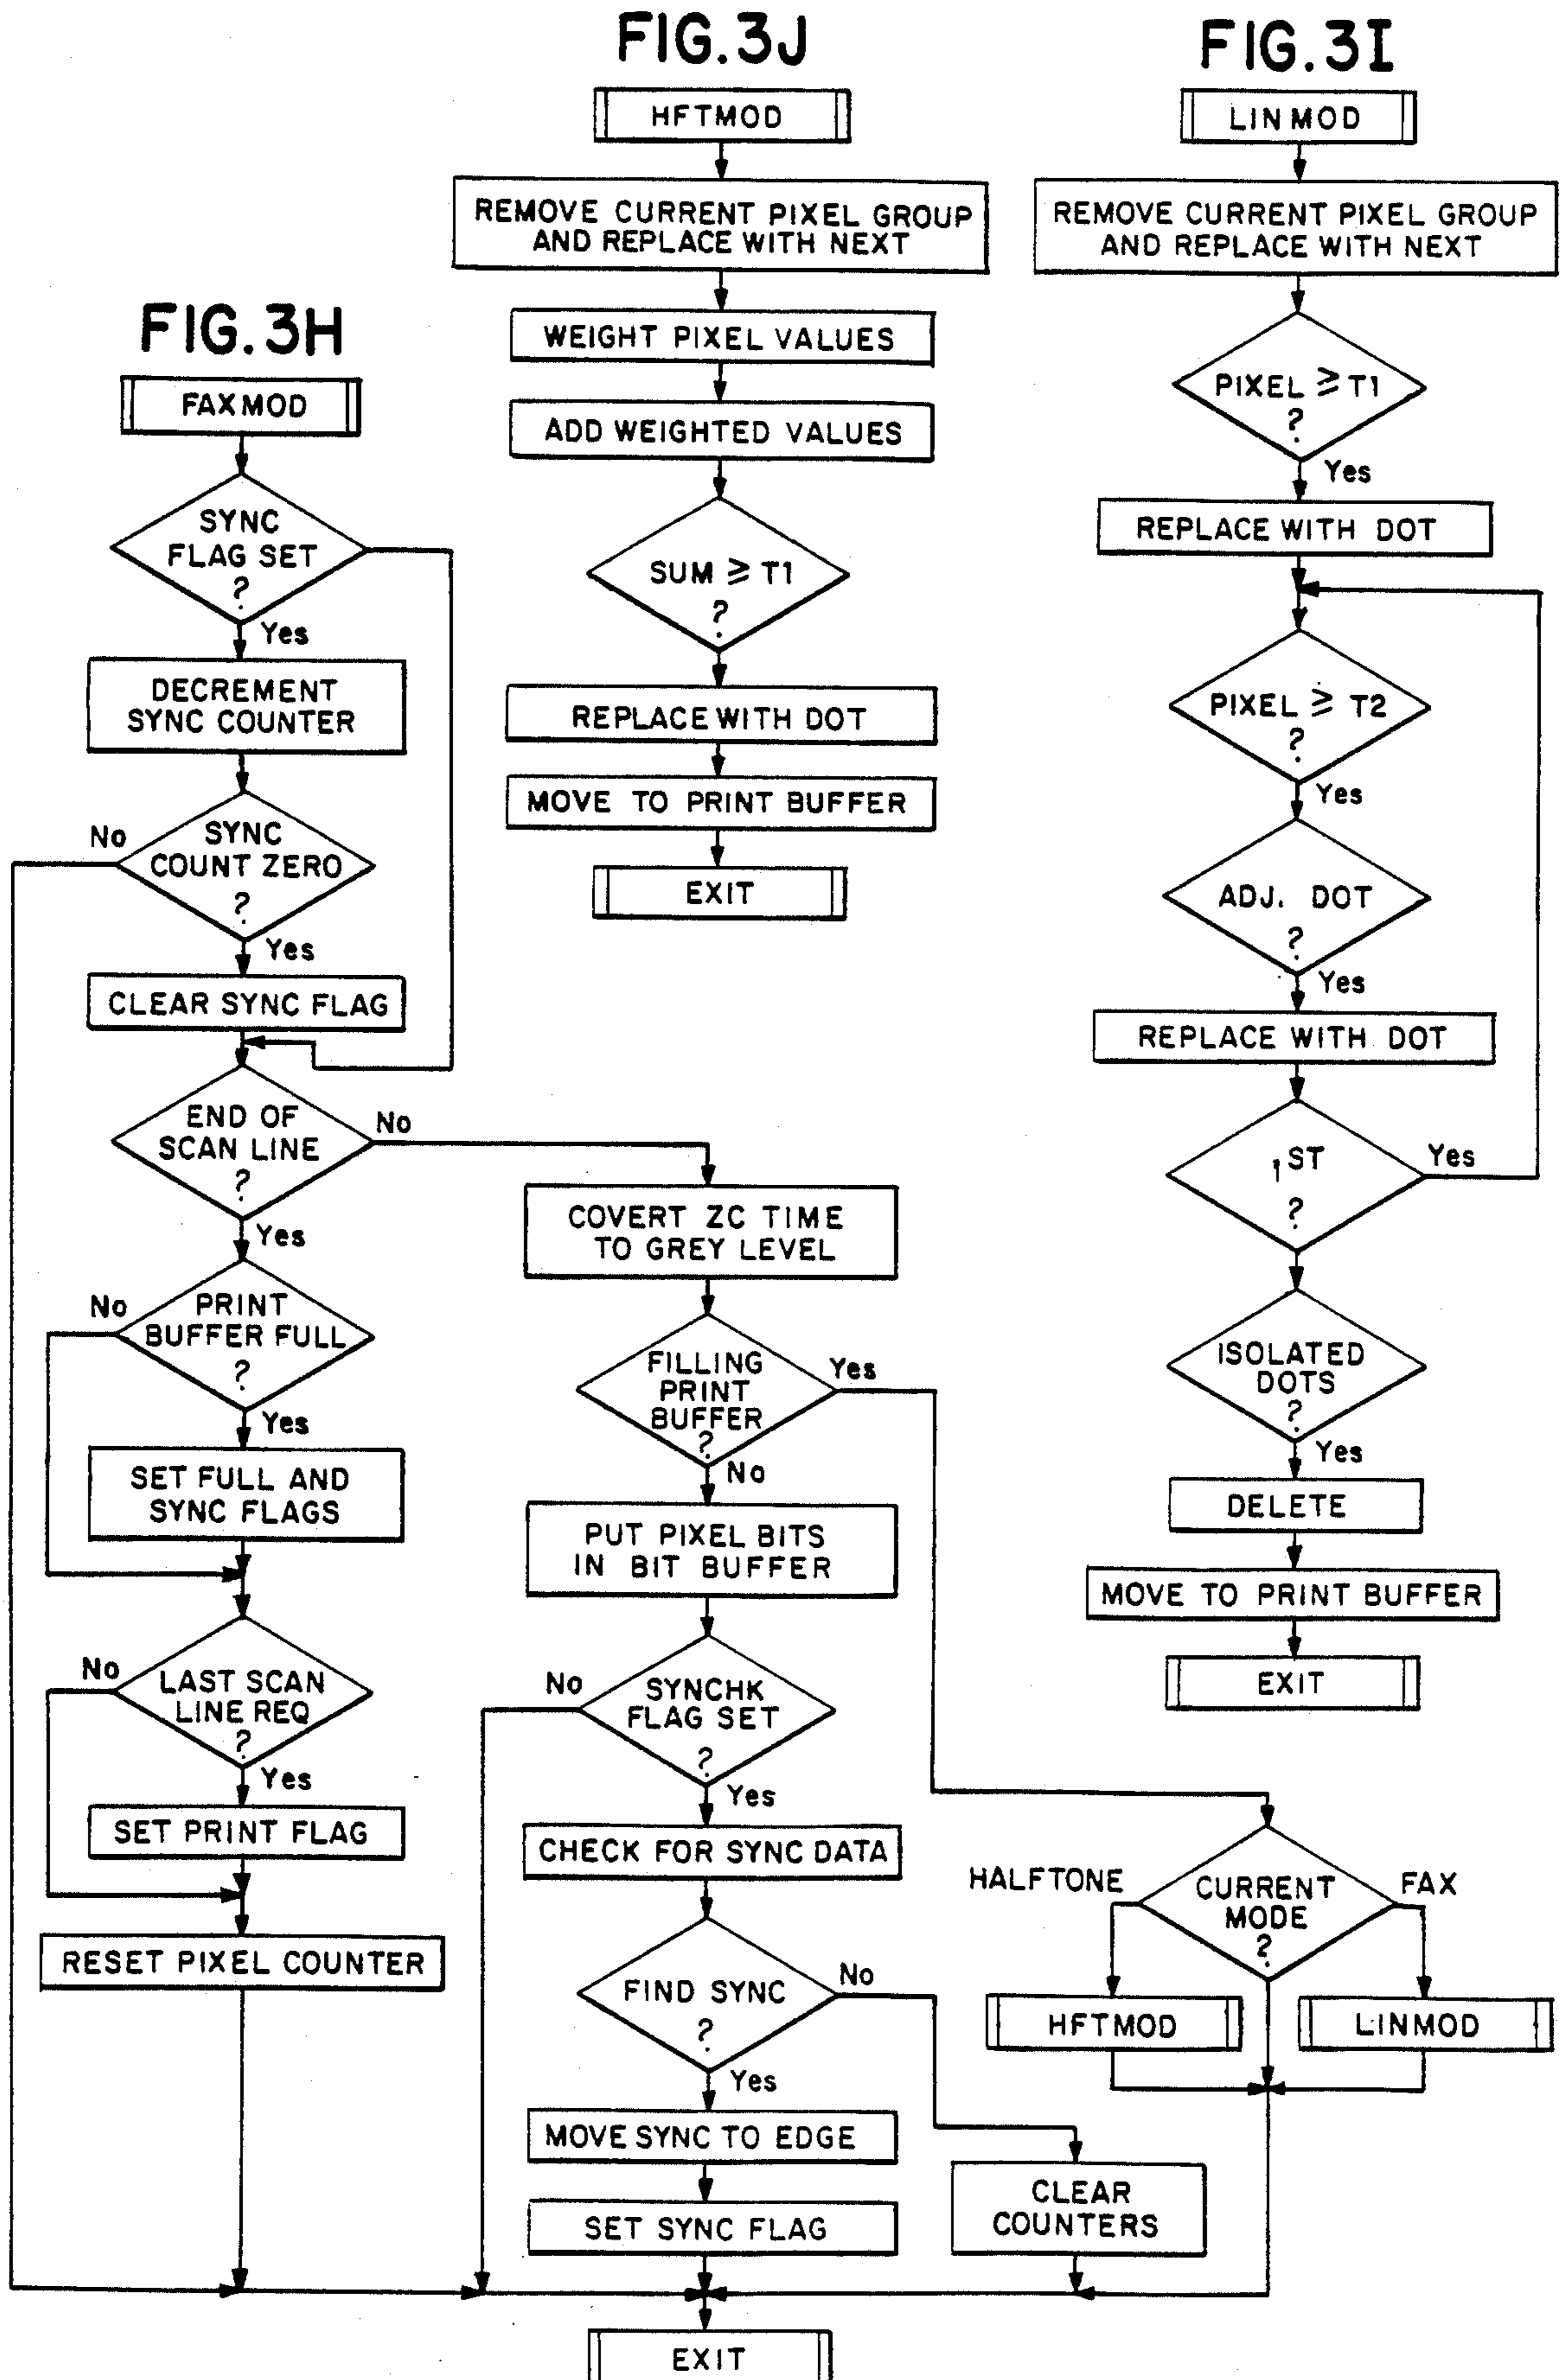 FIG.3J
HFTMOD
REMOVE CURRENT PIXEL GROUP
AND REPLACE WITH NEXT
WEIGHT PIXEL VALUES
ADD WEIGHTED VALUES
SUM ≥ T1
?
REPLACE WITH DOT
MOVE TO PRINT BUFFER
EXIT
FIG.3I
LINMOD
REMOVE CURRENT PIXEL GROUP
AND REPLACE WITH NEXT
PIXEL ≥ T1
?
Yes
REPLACE WITH DOT
PIXEL ≥ T2
?
Yes
ADJ. DOT
?
Yes
REPLACE WITH DOT
1ST
?
Yes
ISOLATED
DOTS
?
Yes
DELETE
MOVE TO PRINT BUFFER
EXIT
FIG.3H
FAXMOD
SYNC
FLAG SET
?
Yes
DECREMENT
SYNC COUNTER
No
SYNC
COUNT ZERO
?
Yes
CLEAR SYNC FLAG
END OF
SCAN LINE
?
No
Yes
No
PRINT
BUFFER FULL
?
Yes
SET FULL AND
SYNC FLAGS
No
LAST SCAN
LINE REQ
?
Yes
SET PRINT FLAG
RESET PIXEL COUNTER
COVERT ZC TIME
TO GREY LEVEL
FILLING
PRINT
BUFFER
?
Yes
No
PUT PIXEL BITS
IN BIT BUFFER
No
SYNCHK
FLAG SET
?
Yes
CHECK FOR SYNC DATA
FIND SYNC
?
No
Yes
MOVE SYNC TO EDGE
SET SYNC FLAG
CLEAR
COUNTERS
HALFTONE
CURRENT
MODE
?
FAX
HFTMOD
LINMOD
EXIT